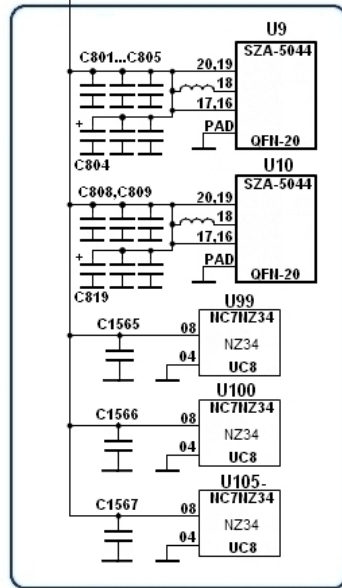 U9
C801...C805
SZA-5044
20,19
18
17,16
PAD
+
QFN-20
C804
U10
C808,C809
SZA-5044
20,19
18
17,16
PAD
+
QFN-20
C819
U99
C1565
NC7NZ34
08
NZ34
04
UC8
U100
C1566
NC7NZ34
08
NZ34
04
UC8
U105-
C1567
NC7NZ34
08
NZ34
04
UC8